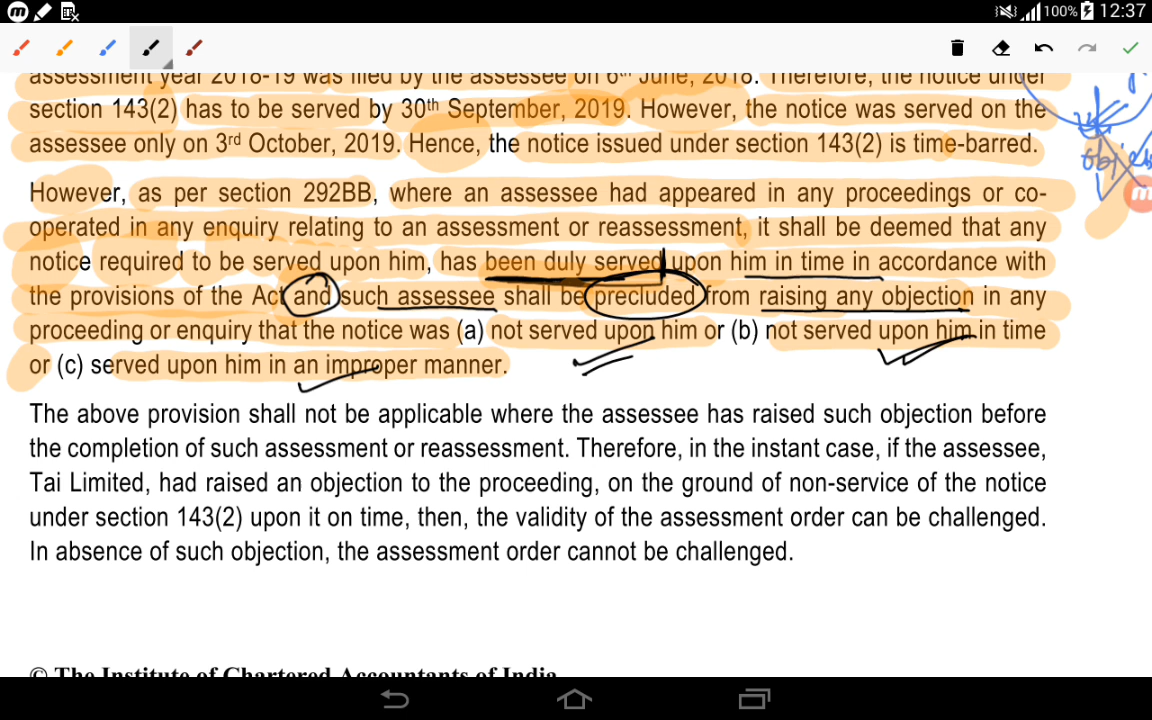 100% 12:37
assessment year 2018-19 was filed by the assessee on 6th June, 2018. Therefore, the notice under
section 143(2) has to be served by 30th September, 2019. However, the notice was served on the
assessee only on 3rd October, 2019. Hence, the notice issued under section 143(2) is time-barred.
However, as per section 292BB, where an assessee had appeared in any proceedings or co-
operated in any enquiry relating to an assessment or reassessment, it shall be deemed that any
notice required to be served upon him, has been duly served upon him in time in accordance with
the provisions of the Act and such assessee shall be precluded from raising any objection in any
proceeding or enquiry that the notice was (a) not served upon him or (b) not served upon him in time
or (c) served upon him in an improper manner.
The above provision shall not be applicable where the assessee has raised such objection before
the completion of such assessment or reassessment. Therefore, in the instant case, if the assessee,
Tai Limited, had raised an objection to the proceeding, on the ground of non-service of the notice
under section 143(2) upon it on time, then, the validity of the assessment order can be challenged.
In absence of such objection, the assessment order cannot be challenged.
© The Institute of Chartered Accountants of India